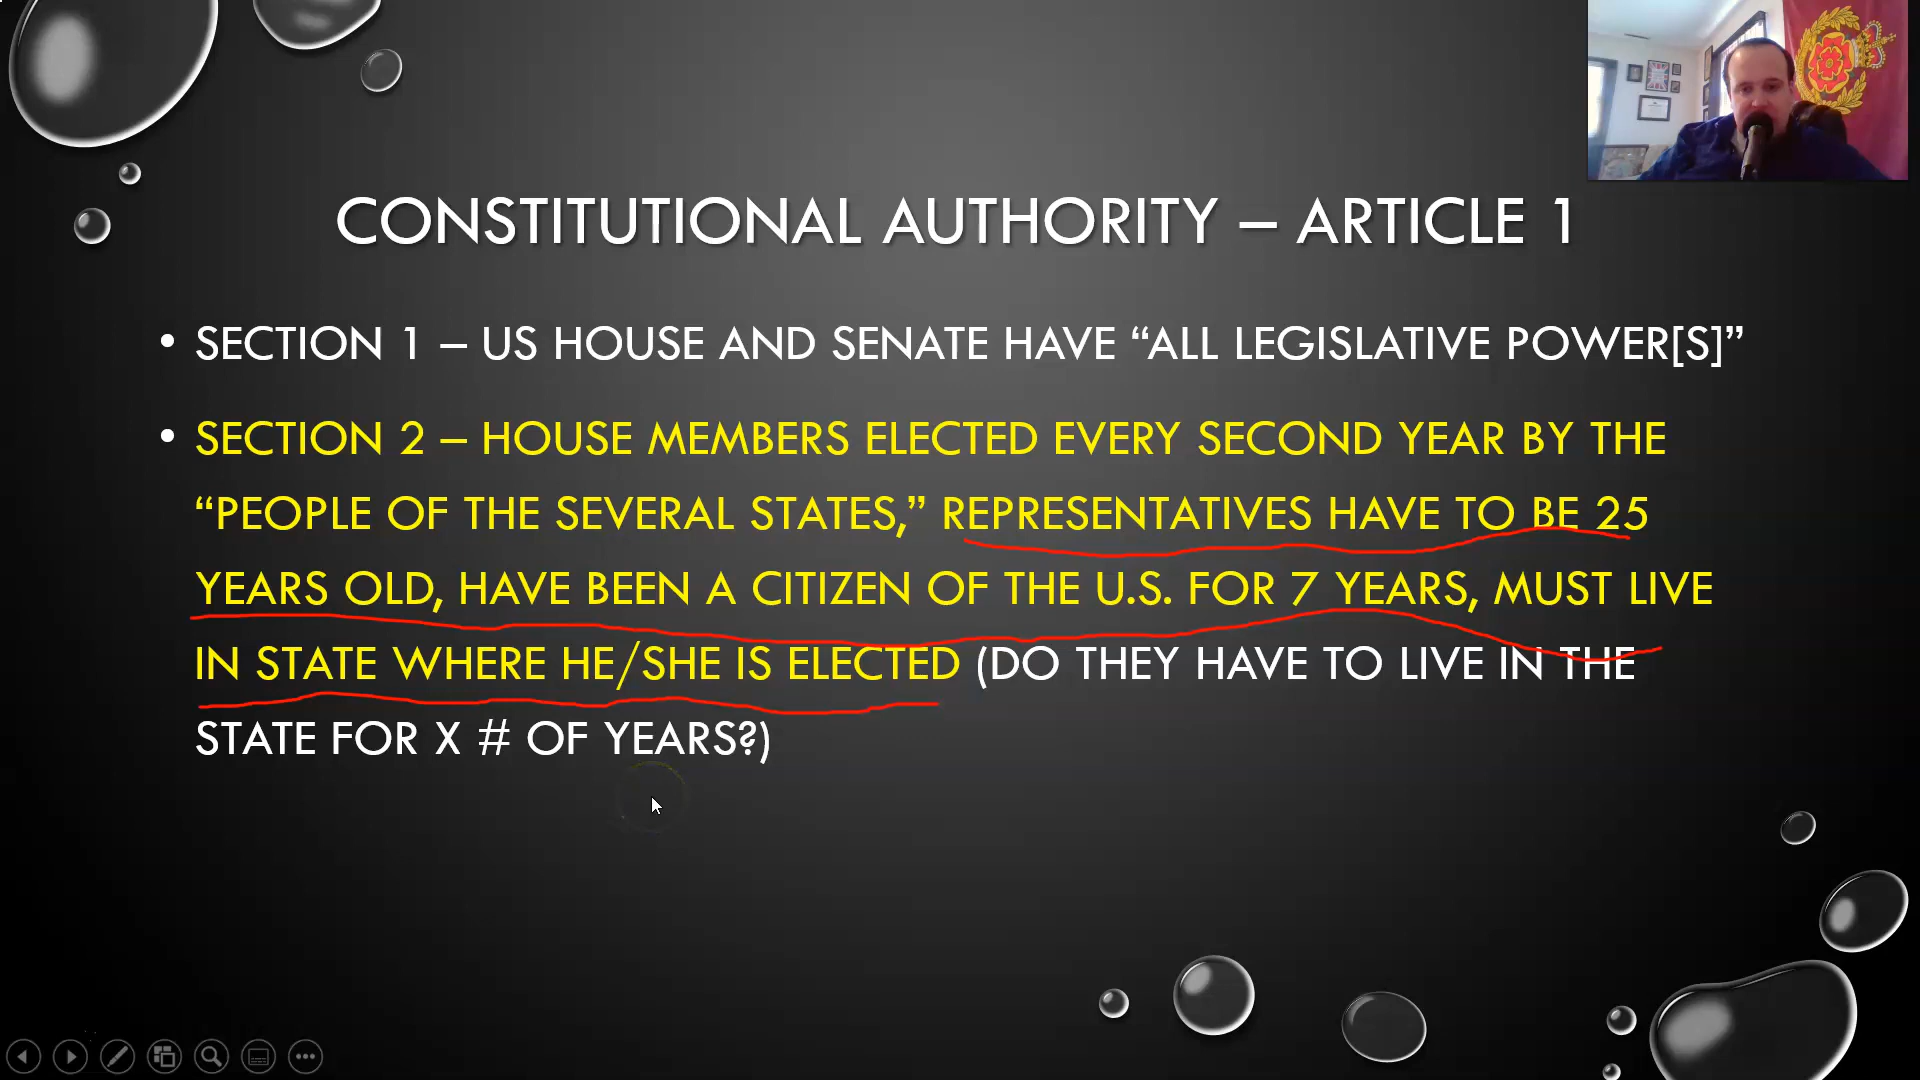 CONSTITUTIONAL AUTHORITY – ARTICLE 1
• SECTION 1 – US HOUSE AND SENATE HAVE “ALL LEGISLATIVE POWER[S]”
• SECTION 2 – HOUSE MEMBERS ELECTED EVERY SECOND YEAR BY THE
“PEOPLE OF THE SEVERAL STATES,” REPRESENTATIVES HAVE TO BE 25
YEARS OLD, HAVE BEEN A CITIZEN OF THE U.S. FOR 7 YEARS, MUST LIVE
IN STATE WHERE HE/SHE IS ELECTED (DO THEY HAVE TO LIVE IN THE
STATE FOR X # OF YEARS?)